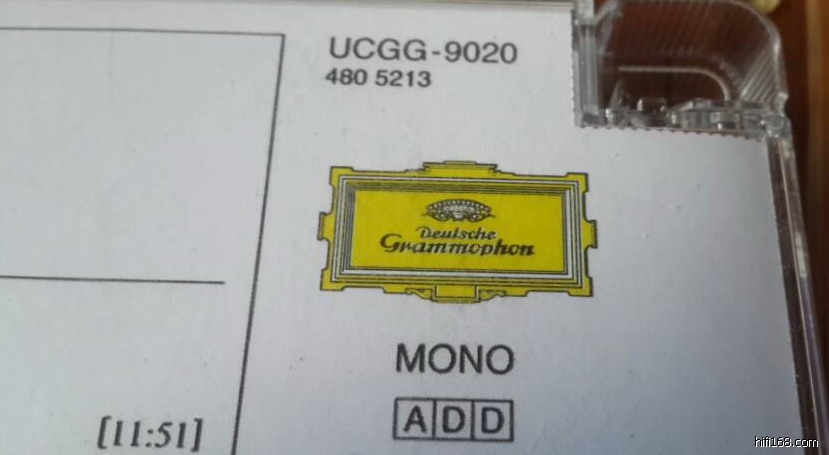 UCGG-9020
480 5213
Deutsche
Grammophon
MONO
ADD
[11:51]
hifi168.com